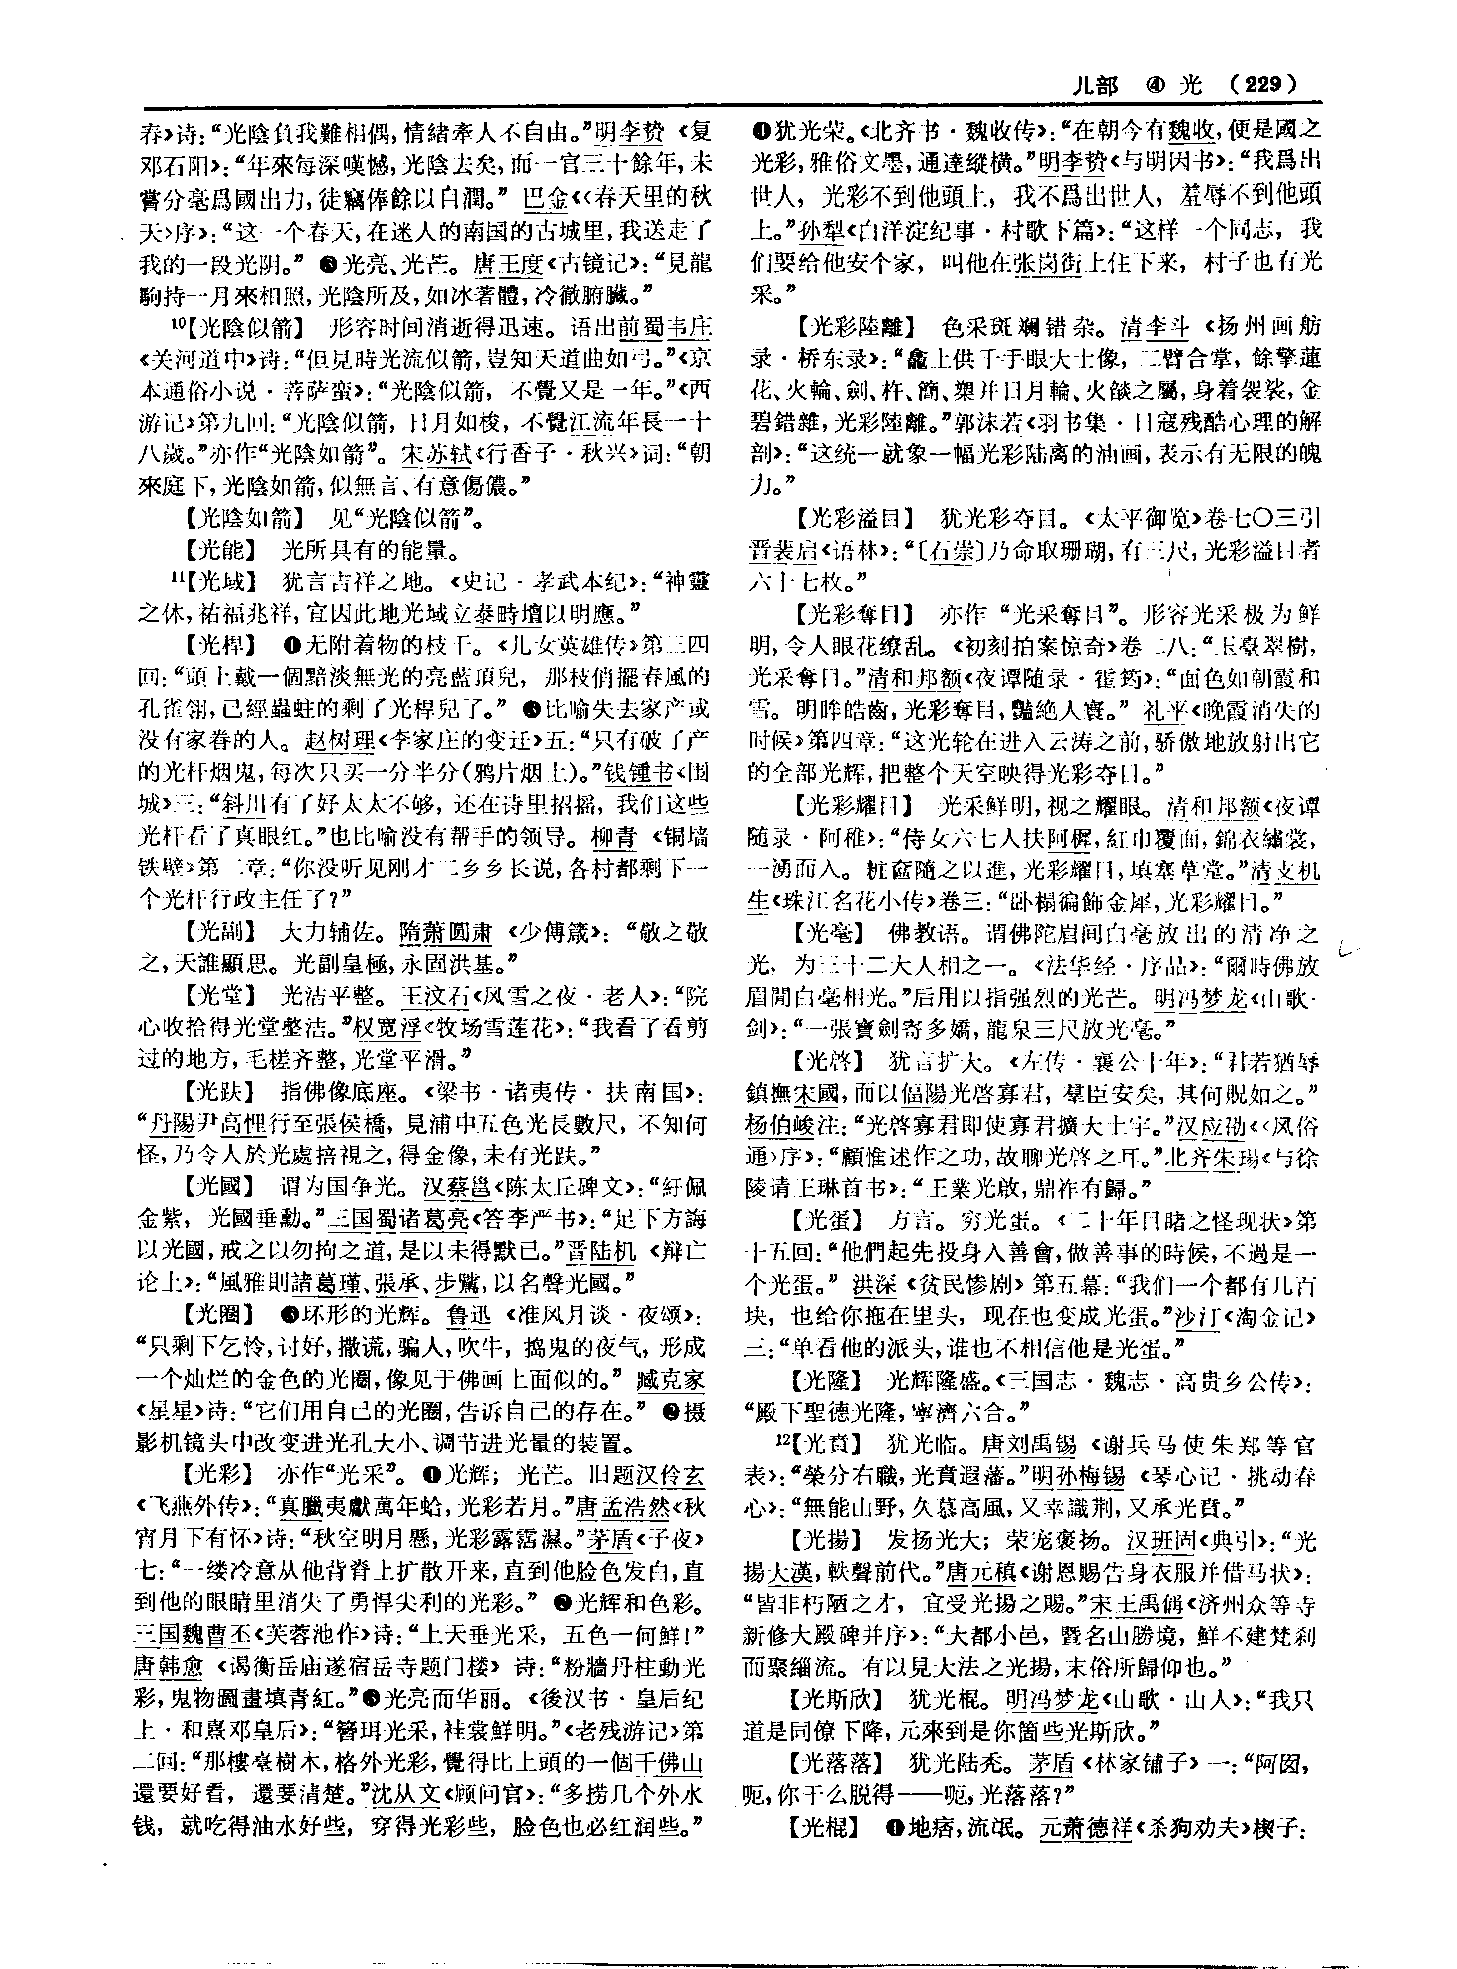 儿部 ④ 光 (229)
春》诗：“光陰負我難相偶，情緒牽人不自由。”明李贽《复
邓石阳》：“年來每深嘆憾，光陰去矣，而一官三十餘年，未
嘗分毫爲國出力，徒竊俸餘以自潤。” 巴金《〈春天里的秋
天〉序》：“这一个春天，在迷人的南国的古城里，我送走了
我的一段光阴。” ❸光亮、光芒。唐王度《古镜记》：“見龍
駒持一月來相照，光陰所及，如冰著體，冷徹腑臟。”
¹⁰【光陰似箭】 形容时间消逝得迅速。语出前蜀韦庄
《关河道中》诗：“但見時光流似箭，豈知天道曲如弓。”《京
本通俗小说·菩萨蛮》：“光陰似箭，不覺又是一年。”《西
游记》第九回：“光陰似箭，日月如梭，不覺江流年長一十
八歲。”亦作“光陰如箭”。宋苏轼《行香子·秋兴》词：“朝
來庭下，光陰如箭，似無言、有意傷儂。”
【光陰如箭】 见“光陰似箭”。
【光能】 光所具有的能量。
¹¹【光域】 犹言吉祥之地。《史记·孝武本纪》：“神靈
之休，祐福兆祥，宜因此地光域立泰畤壇以明應。”
【光桿】 ❶无附着物的枝干。《儿女英雄传》第三四
回：“頭上戴一個黯淡無光的亮藍頂兒，那枝俏擺春風的
孔雀翎，已經蟲蛀的剩了光桿兒了。” ❷比喻失去家产或
没有家眷的人。赵树理《李家庄的变迁》五：“只有破了产
的光杆烟鬼，每次只买一分半分（鸦片烟土）。”钱锺书《围
城》三：“斜川有了好太太不够，还在诗里招摇，我们这些
光杆看了真眼红。”也比喻没有帮手的领导。柳青《铜墙
铁壁》第二章：“你没听见刚才二乡乡长说，各村都剩下一
个光杆行政主任了？”
【光副】 大力辅佐。隋萧圆肃《少傅箴》：“敬之敬
之，天誰顯思。光副皇極，永固洪基。”
【光堂】 光洁平整。王汶石《风雪之夜·老人》：“院
心收拾得光堂整洁。”权宽浮《牧场雪莲花》：“我看了看剪
过的地方，毛槎齐整，光堂平滑。”
【光趺】 指佛像底座。《梁书·诸夷传·扶南国》：
“丹陽尹高悝行至張侯橋，見浦中五色光長數尺，不知何
怪，乃令人於光處掊視之，得金像，未有光趺。”
【光國】 谓为国争光。汉蔡邕《陈太丘碑文》：“紆佩
金紫，光國垂勳。”三国蜀诸葛亮《答李严书》：“足下方誨
以光國，戒之以勿拘之道，是以未得默已。”晋陆机《辩亡
论上》：“風雅則諸葛瑾、張承、步騭，以名聲光國。”
【光圈】 ❶环形的光辉。鲁迅《准风月谈·夜颂》：
“只剩下乞怜，讨好，撒谎，骗人，吹牛，捣鬼的夜气，形成
一个灿烂的金色的光圈，像见于佛画上面似的。” 臧克家
《星星》诗：“它们用自己的光圈，告诉自己的存在。” ❷摄
影机镜头中改变进光孔大小、调节进光量的装置。
【光彩】 亦作“光采”。❶光辉；光芒。旧题汉伶玄
《飞燕外传》：“真臘夷獻萬年蛤，光彩若月。”唐孟浩然《秋
宵月下有怀》诗：“秋空明月懸，光彩露霑濕。”茅盾《子夜》
七：“一缕冷意从他背脊上扩散开来，直到他脸色发白，直
到他的眼睛里消失了勇悍尖利的光彩。” ❷光辉和色彩。
三国魏曹丕《芙蓉池作》诗：“上天垂光采，五色一何鮮！”
唐韩愈《谒衡岳庙遂宿岳寺题门楼》诗：“粉牆丹柱動光
彩，鬼物圖畫填青紅。”❸光亮而华丽。《後汉书·皇后纪
上·和熹邓皇后》：“簪珥光采，袿裳鮮明。”《老残游记》第
二回：“那樓臺樹木，格外光彩，覺得比上頭的一個千佛山
還要好看，還要清楚。”沈从文《顾问官》：“多捞几个外水
钱，就吃得油水好些，穿得光彩些，脸色也必红润些。”
❹犹光荣。《北齐书·魏收传》：“在朝今有魏收，便是國之
光彩，雅俗文墨，通達縱横。”明李贽《与明因书》：“我爲出
世人，光彩不到他頭上，我不爲出世人，羞辱不到他頭
上。”孙犁《白洋淀纪事·村歌下篇》：“这样一个同志，我
们要给他安个家，叫他在张岗街上住下来，村子也有光
采。”
【光彩陸離】 色采斑斓错杂。清李斗《扬州画舫
录·桥东录》：“龕上供千手眼大士像，二臂合掌，餘擎蓮
花、火輪、劍、杵、簡、槊并日月輪、火燄之屬，身着袈裟，金
碧錯雜，光彩陸離。”郭沫若《羽书集·日寇残酷心理的解
剖》：“这统一就象一幅光彩陆离的油画，表示有无限的魄
力。”
【光彩溢目】 犹光彩夺目。《太平御览》卷七〇三引
晋裴启《语林》：“〔石崇〕乃命取珊瑚，有三尺，光彩溢目者
六十七枚。”
【光彩奪目】 亦作“光采奪目”。形容光采极为鲜
明，令人眼花缭乱。《初刻拍案惊奇》卷二八：“玉臺翠樹，
光采奪目。”清和邦额《夜谭随录·霍筠》：“面色如朝霞和
雪。明眸皓齒，光彩奪目，豔絶人寰。” 礼平《晚霞消失的
时候》第四章：“这光轮在进入云涛之前，骄傲地放射出它
的全部光辉，把整个天空映得光彩夺目。”
【光彩耀目】 光采鲜明，视之耀眼。清和邦额《夜谭
随录·阿稚》：“侍女六七人扶阿穉，紅巾覆面，錦衣繡裳，
一湧而入。粧奩隨之以進，光彩耀目，填塞草堂。”清支机
生《珠江名花小传》卷三：“卧榻徧飾金犀，光彩耀目。”
【光毫】 佛教语。谓佛陀眉间白毫放出的清净之
光，为三十二大人相之一。《法华经·序品》：“爾時佛放
眉間白毫相光。”后用以指强烈的光芒。明冯梦龙《山歌·
剑》：“一張寶劍寄多嬌，龍泉三尺放光毫。”
【光啓】 犹言扩大。《左传·襄公十年》：“君若猶辱
鎮撫宋國，而以偪陽光啓寡君，羣臣安矣，其何貺如之。”
杨伯峻注：“光啓寡君即使寡君擴大土宇。”汉应劭《〈风俗
通〉序》：“顧惟述作之功，故聊光啓之耳。”北齐朱瑒《与徐
陵请王琳首书》：“王業光啟，鼎祚有歸。”
【光蛋】 方言。穷光蛋。《二十年目睹之怪现状》第
十五回：“他們起先投身入善會，做善事的時候，不過是一
个光蛋。” 洪深《贫民惨剧》第五幕：“我们一个都有几百
块，也给你拖在里头，现在也变成光蛋。”沙汀《淘金记》
三：“单看他的派头，谁也不相信他是光蛋。”
【光隆】 光辉隆盛。《三国志·魏志·高贵乡公传》：
“殿下聖德光隆，寧濟六合。”
¹²【光賁】 犹光临。唐刘禹锡《谢兵马使朱郑等官
表》：“榮分右職，光賁遐藩。”明孙梅锡《琴心记·挑动春
心》：“無能山野，久慕高風，又幸識荆，又承光賁。”
【光揚】 发扬光大；荣宠褒扬。汉班固《典引》：“光
揚大漢，軼聲前代。”唐元稹《谢恩赐告身衣服并借马状》：
“皆非朽陋之才，宜受光揚之賜。”宋王禹偁《济州众等寺
新修大殿碑并序》：“大都小邑，暨名山勝境，鮮不建梵刹
而聚緇流。有以見大法之光揚，末俗所歸仰也。”
【光斯欣】 犹光棍。明冯梦龙《山歌·山人》：“我只
道是同僚下降，元來到是你箇些光斯欣。”
【光落落】 犹光陆秃。茅盾《林家铺子》一：“阿囡，
呃，你干么脱得——呃，光落落？”
【光棍】 ❶地痞，流氓。元萧德祥《杀狗劝夫》楔子：